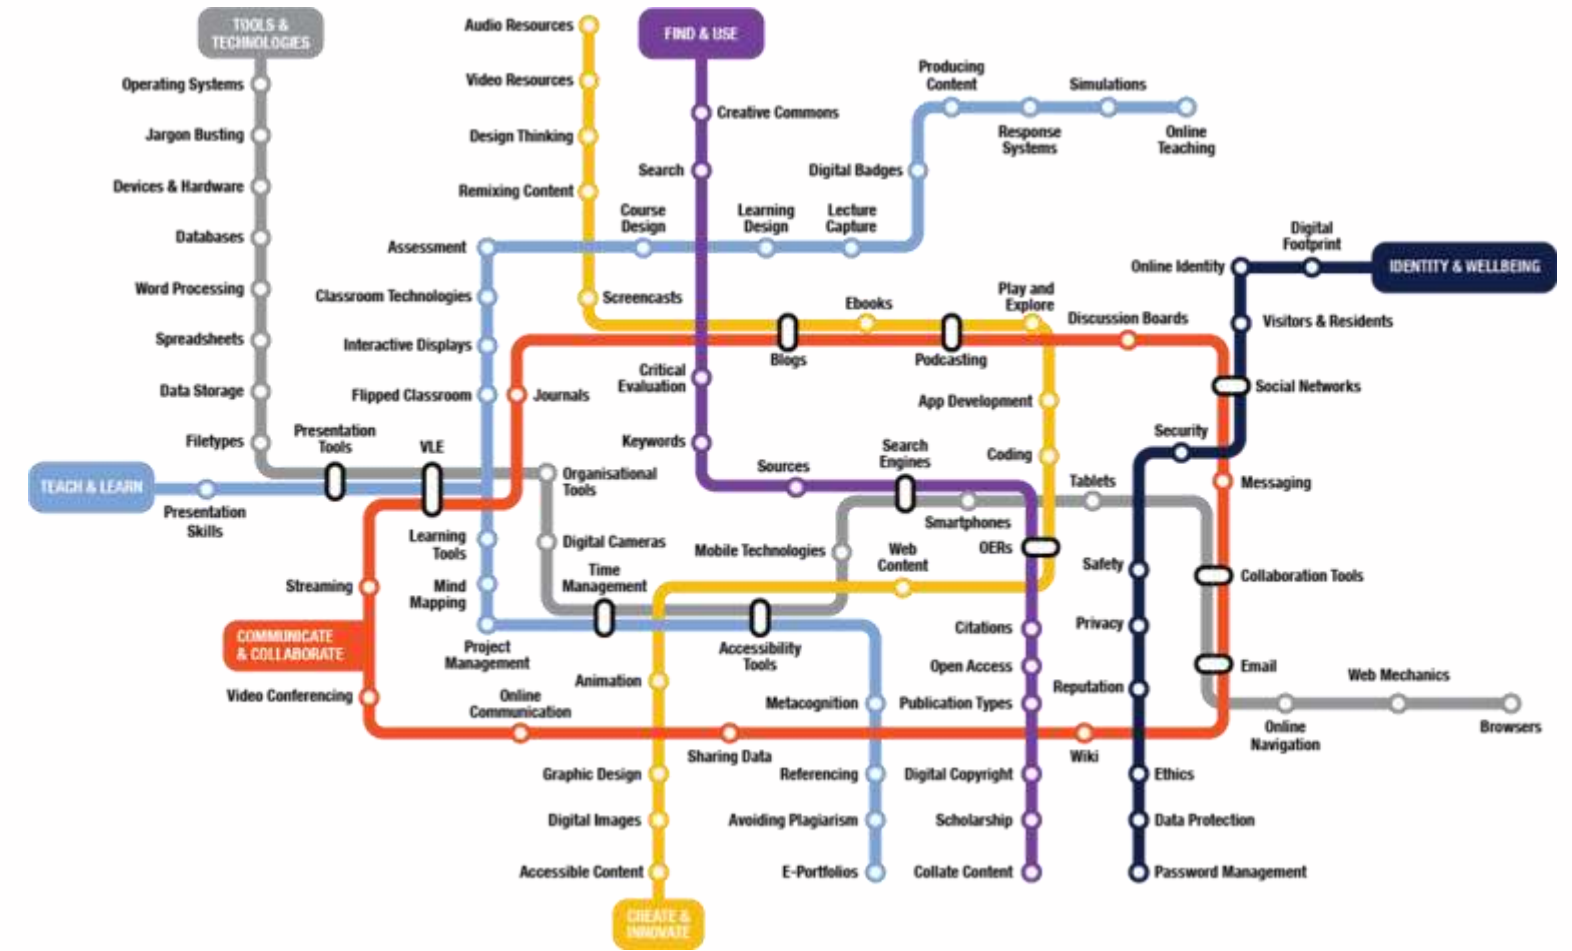 TOOLS &
TECHNOLOGIES
Operating Systems
Jargon Busting
Devices & Hardware
Databases
Word Processing
Spreadsheets
Data Storage
Filetypes
Presentation
Tools
VLE
TEACH & LEARN
Presentation
Skills
Audio Resources
Video Resources
Design Thinking
Remixing Content
Screencasts
FIND & USE
Creative Commons
Search
Critical
Evaluation
Keywords
Sources
Search
Engines
Assessment
Course
Design
Learning
Design
Lecture
Capture
Digital Badges
Producing
Content
Response
Systems
Simulations
Online
Teaching
Classroom Technologies
Interactive Displays
Flipped Classroom
Journals
Blogs
Ebooks
Podcasting
Play and
Explore
Discussion Boards
App Development
Coding
Online Identity
Digital
Footprint
IDENTITY & WELLBEING
Visitors & Residents
Social Networks
Security
Messaging
Organisational
Tools
Digital Cameras
Time
Management
Learning
Tools
Mind
Mapping
Project
Management
Accessibility
Tools
Mobile Technologies
Smartphones
Tablets
OERs
Web
Content
Streaming
COMMUNICATE
& COLLABORATE
Video Conferencing
Online
Communication
Sharing Data
Wiki
Safety
Privacy
Reputation
Ethics
Data Protection
Password Management
Collaboration Tools
Email
Online
Navigation
Web Mechanics
Browsers
Animation
Graphic Design
Digital Images
Accessible Content
CREATE &
INNOVATE
Metacognition
Referencing
Avoiding Plagiarism
E-Portfolios
Citations
Open Access
Publication Types
Digital Copyright
Scholarship
Collate Content